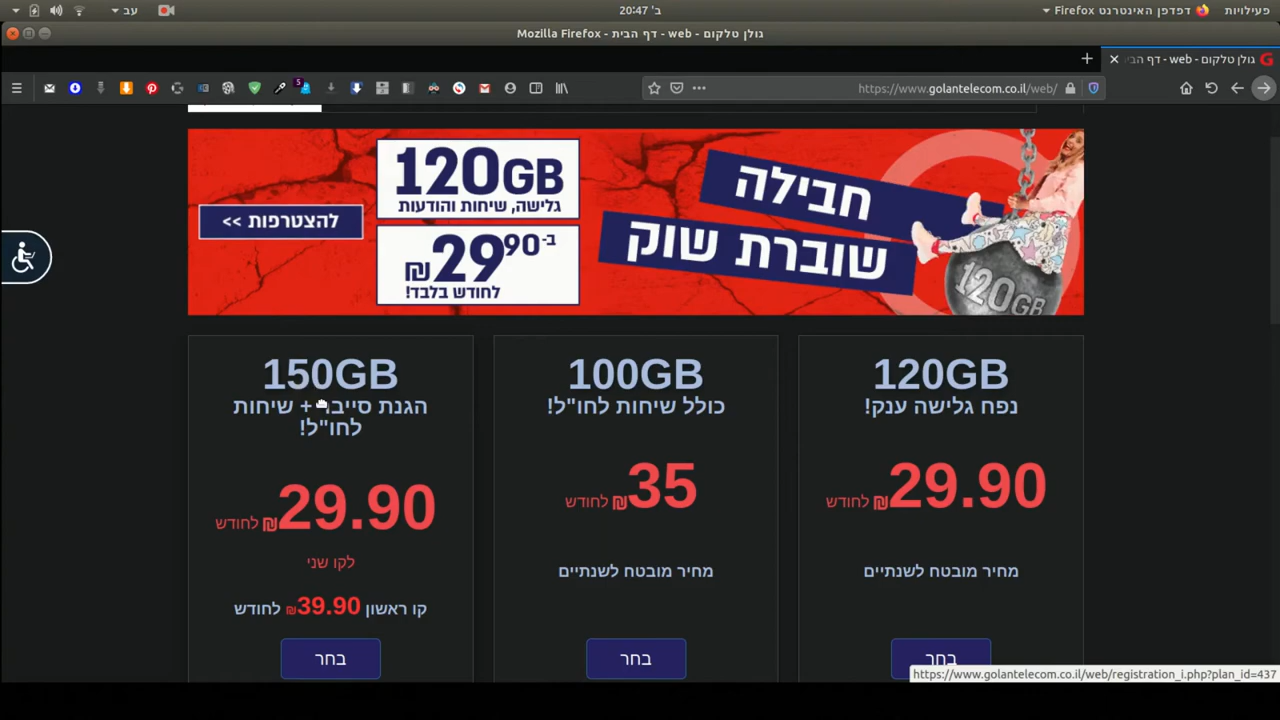 פעילויות
דפדפן האינטרנט Firefox
ב' 20:47
עב
גולן טלקום - web - דף הבית - Mozilla Firefox
גולן טלקום - web - דף הבי
https://www.golantelecom.co.il/web/
5
חבילה
שוברת שוק
120GB
120GB
גלישה, שיחות והודעות
ב-29⁹⁰₪
לחודש בלבד!
להצטרפות >>
120GB
נפח גלישה ענק!
29.90₪ לחודש
מחיר מובטח לשנתיים
בחר
100GB
כולל שיחות לחו"ל!
35₪ לחודש
מחיר מובטח לשנתיים
בחר
150GB
הגנת סייבר + שיחות
לחו"ל!
29.90₪ לחודש
לקו שני
קו ראשון 39.90₪ לחודש
בחר
https://www.golantelecom.co.il/web/registration_i.php?plan_id=437